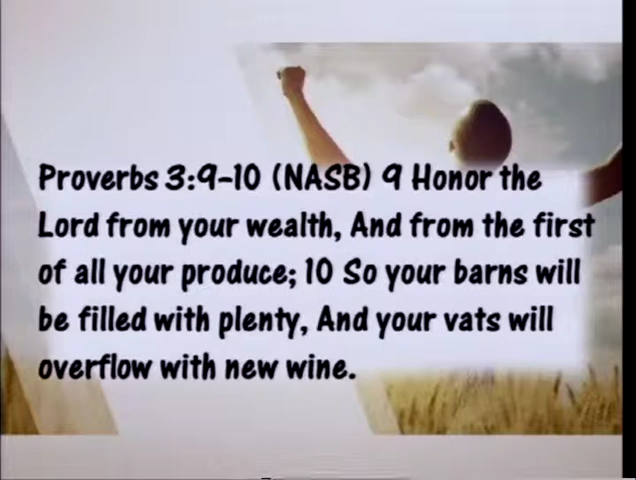 Proverbs 3:9-10 (NASB) 9 Honor the
Lord from your wealth, And from the first
of all your produce; 10 So your barns will
be filled with plenty, And your vats will
overflow with new wine.